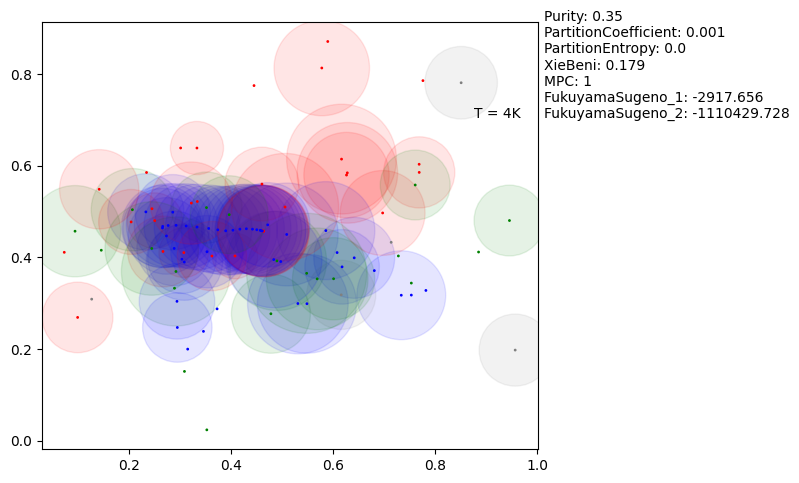 Purity: 0.35
PartitionCoefficient: 0.001
PartitionEntropy: 0.0
XieBeni: 0.179
MPC: 1
FukuyamaSugeno_1: -2917.656
FukuyamaSugeno_2: -1110429.728
T = 4K
0.8
0.6
0.4
0.2
0.0
0.2 0.4 0.6 0.8 1.0